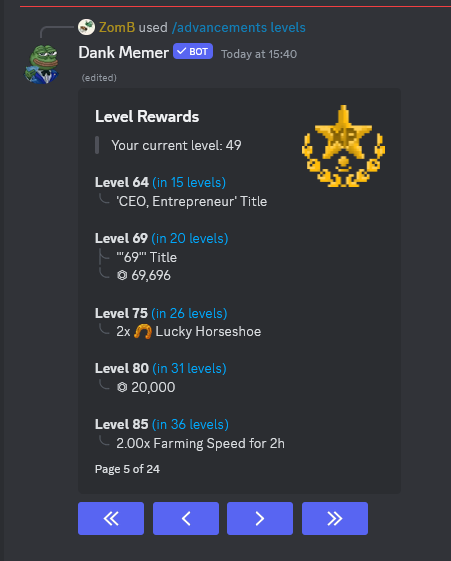 ZomB used /advancements levels
Dank Memer ✓ BOT Today at 15:40
(edited)
Level Rewards
XP
Your current level: 49
Level 64 (in 15 levels)
'CEO, Entrepreneur' Title
Level 69 (in 20 levels)
'"69"' Title
69,696
Level 75 (in 26 levels)
2x Lucky Horseshoe
Level 80 (in 31 levels)
20,000
Level 85 (in 36 levels)
2.00x Farming Speed for 2h
Page 5 of 24